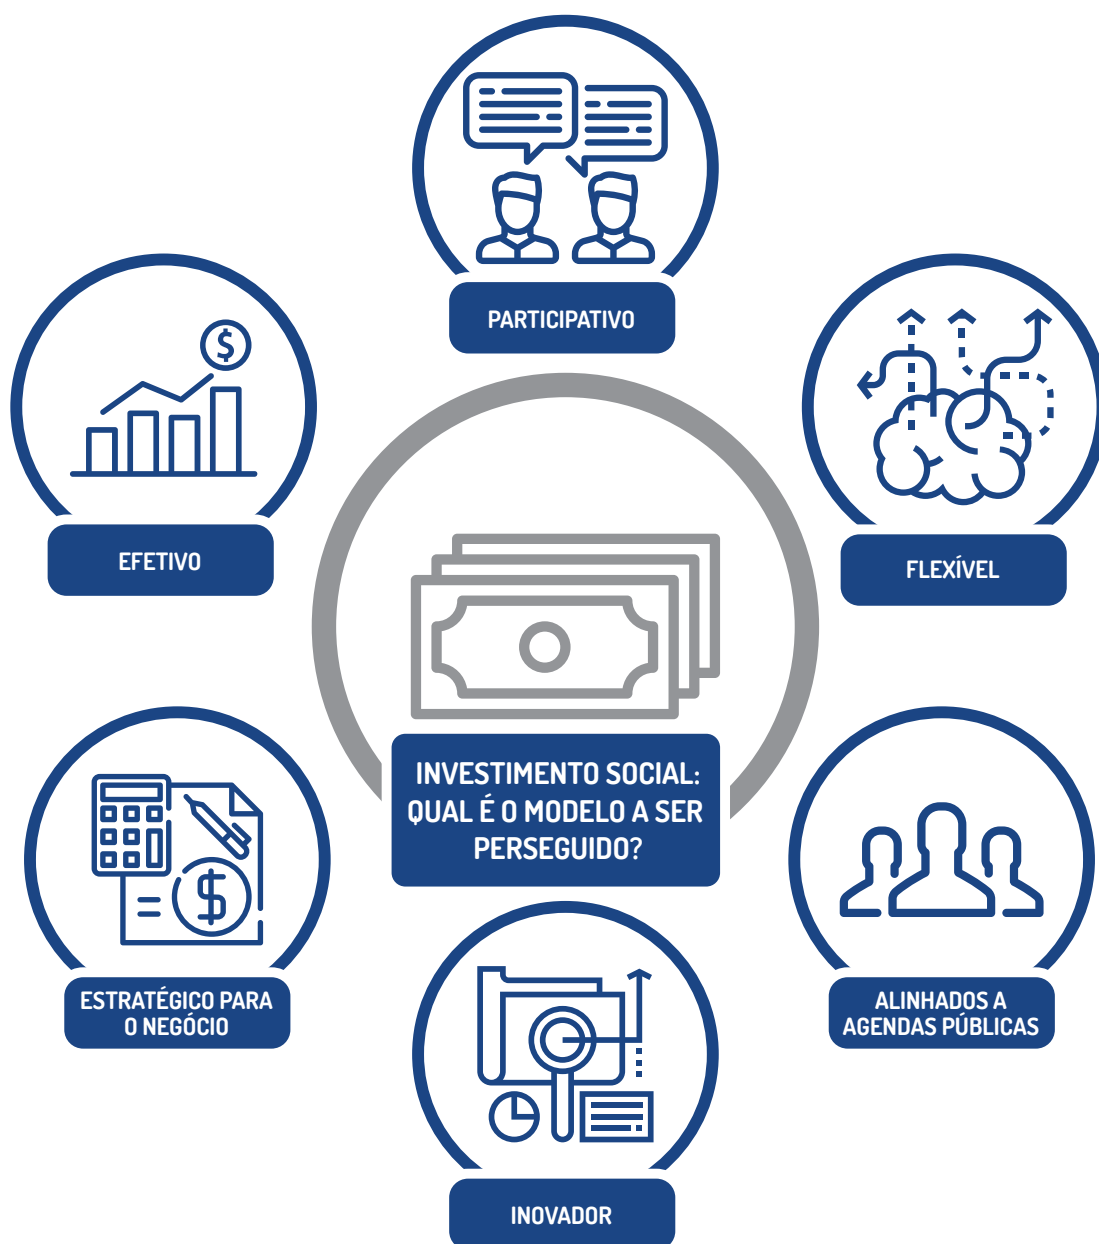 PARTICIPATIVO
EFETIVO
FLEXÍVEL
INVESTIMENTO SOCIAL:
QUAL É O MODELO A SER
PERSEGUIDO?
ESTRATÉGICO PARA
O NEGÓCIO
ALINHADOS A
AGENDAS PÚBLICAS
INOVADOR